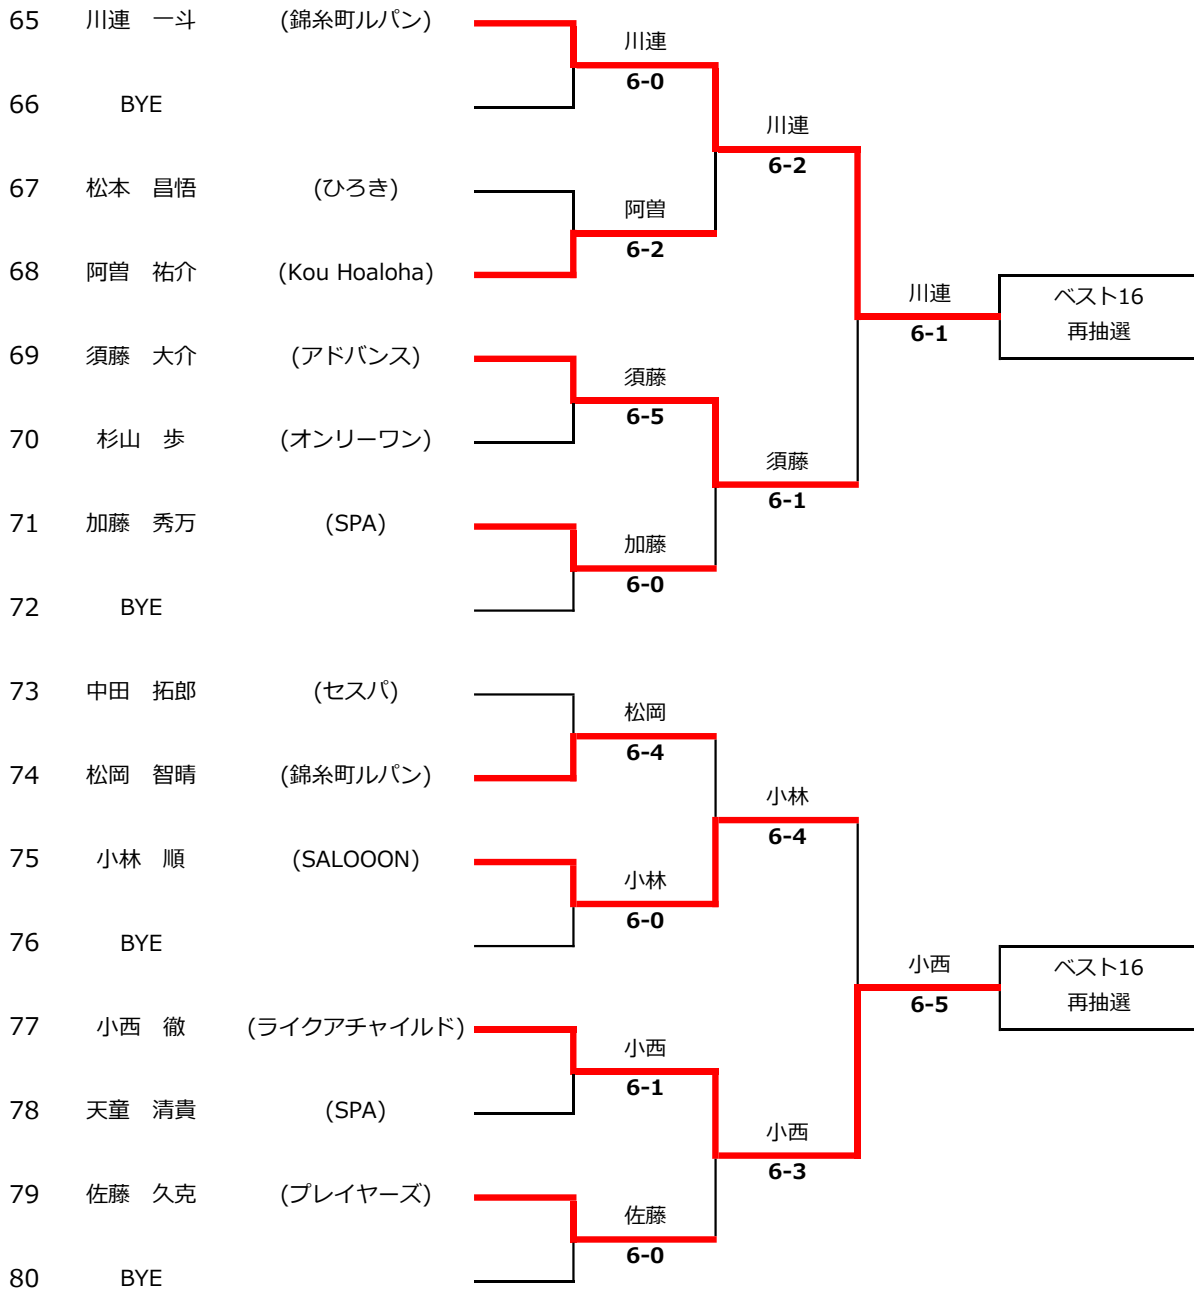 65 川連　一斗 (錦糸町ルパン)
川連
6-0
66 BYE
川連
6-2
67 松本　昌悟 (ひろき)
阿曽
6-2
68 阿曽　祐介 (Kou Hoaloha)
川連
6-1
ベスト16
再抽選
69 須藤　大介 (アドバンス)
須藤
6-5
70 杉山　歩 (オンリーワン)
須藤
6-1
71 加藤　秀万 (SPA)
加藤
6-0
72 BYE
73 中田　拓郎 (セスパ)
松岡
6-4
74 松岡　智晴 (錦糸町ルパン)
小林
6-4
75 小林　順 (SALOOON)
小林
6-0
76 BYE
小西
6-5
ベスト16
再抽選
77 小西　徹 (ライクアチャイルド)
小西
6-1
78 天童　清貴 (SPA)
小西
6-3
79 佐藤　久克 (プレイヤーズ)
佐藤
6-0
80 BYE